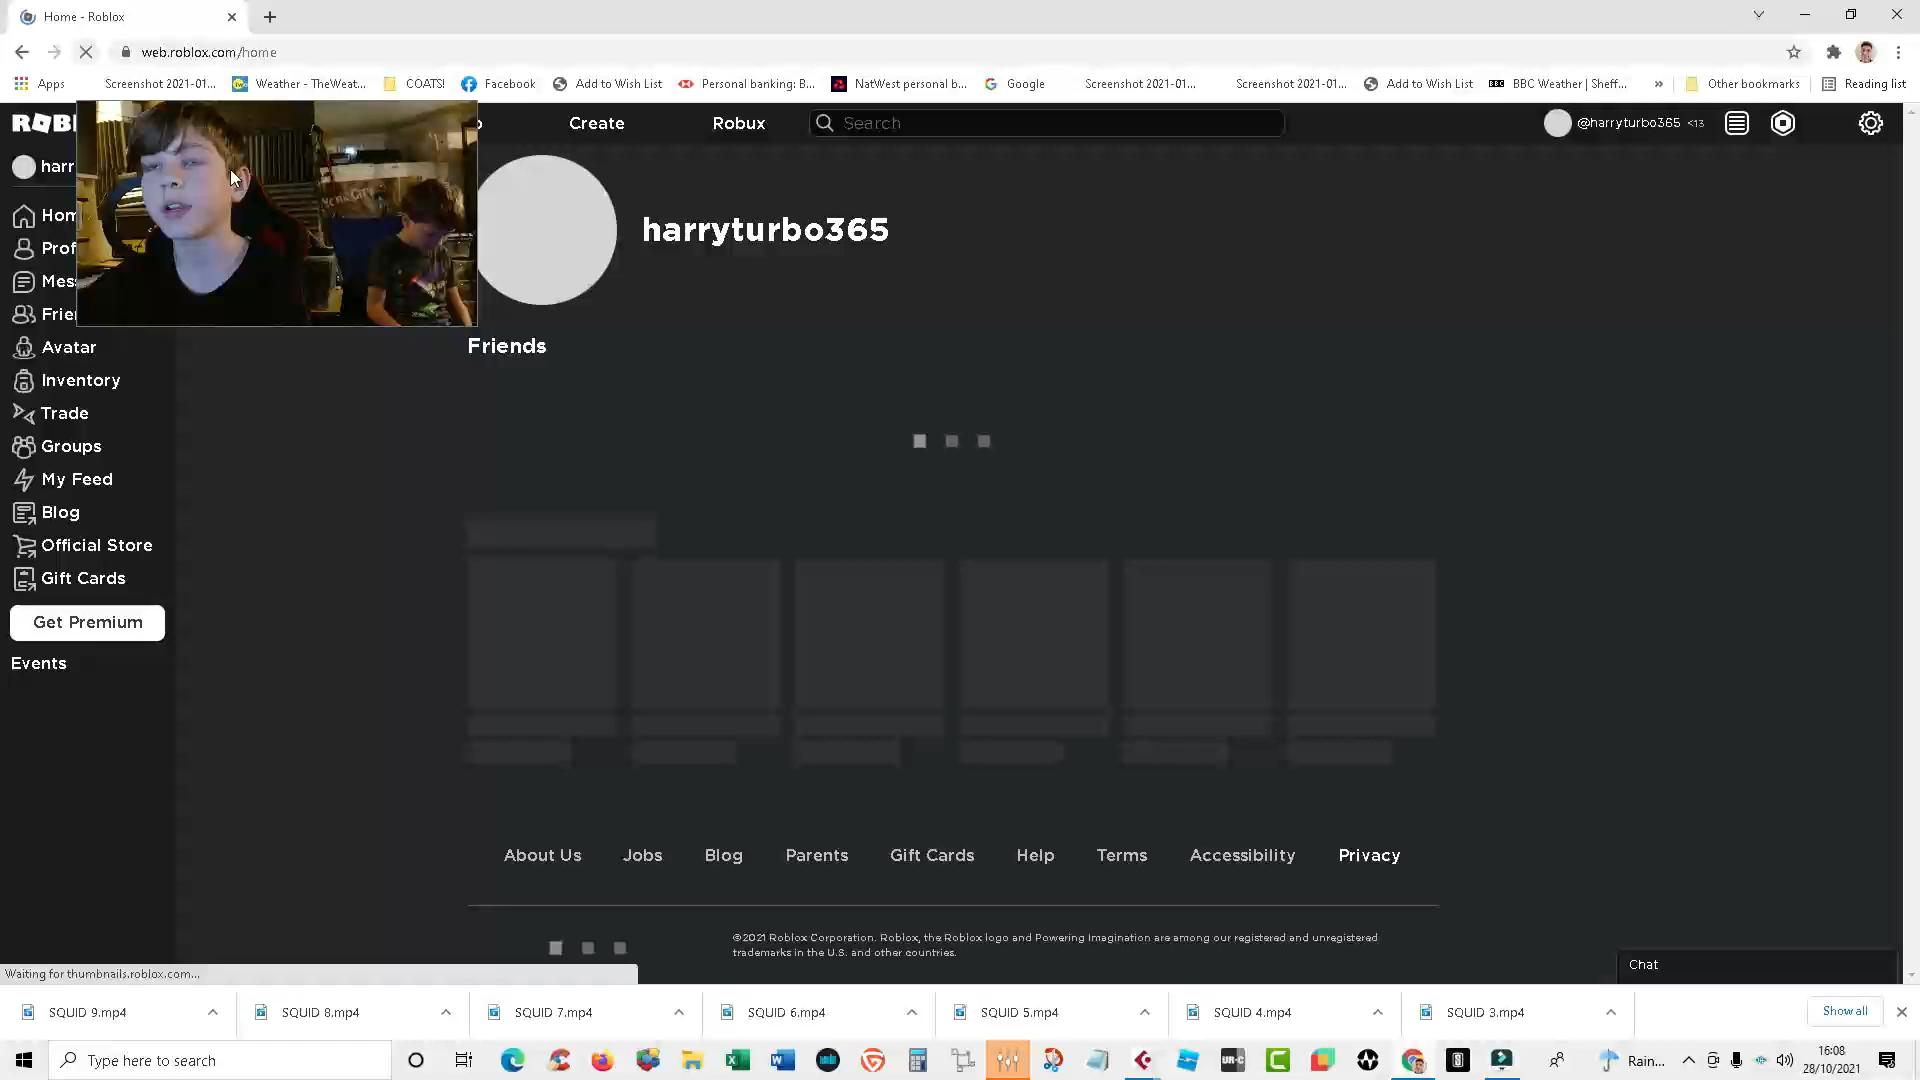 Home - Roblox
web.roblox.com/home
Apps
Screenshot 2021-01...
Weather - TheWeat...
COATS!
Facebook
Add to Wish List
Personal banking: B...
NatWest personal b...
Google
Screenshot 2021-01...
Screenshot 2021-01...
Add to Wish List
BBC Weather | Sheff...
»
Other bookmarks
Reading list
Create
Robux
Search
@harryturbo365 <13
harr
Hom
Prof
Mess
Frien
Avatar
Inventory
Trade
Groups
My Feed
Blog
Official Store
Gift Cards
Get Premium
Events
harryturbo365
Friends
About Us
Jobs
Blog
Parents
Gift Cards
Help
Terms
Accessibility
Privacy
©2021 Roblox Corporation. Roblox, the Roblox logo and Powering Imagination are among our registered and unregistered
trademarks in the U.S. and other countries.
Chat
Waiting for thumbnails.roblox.com...
SQUID 9.mp4
SQUID 8.mp4
SQUID 7.mp4
SQUID 6.mp4
SQUID 5.mp4
SQUID 4.mp4
SQUID 3.mp4
Show all
Type here to search
UR-C
Rain...
16:08
28/10/2021